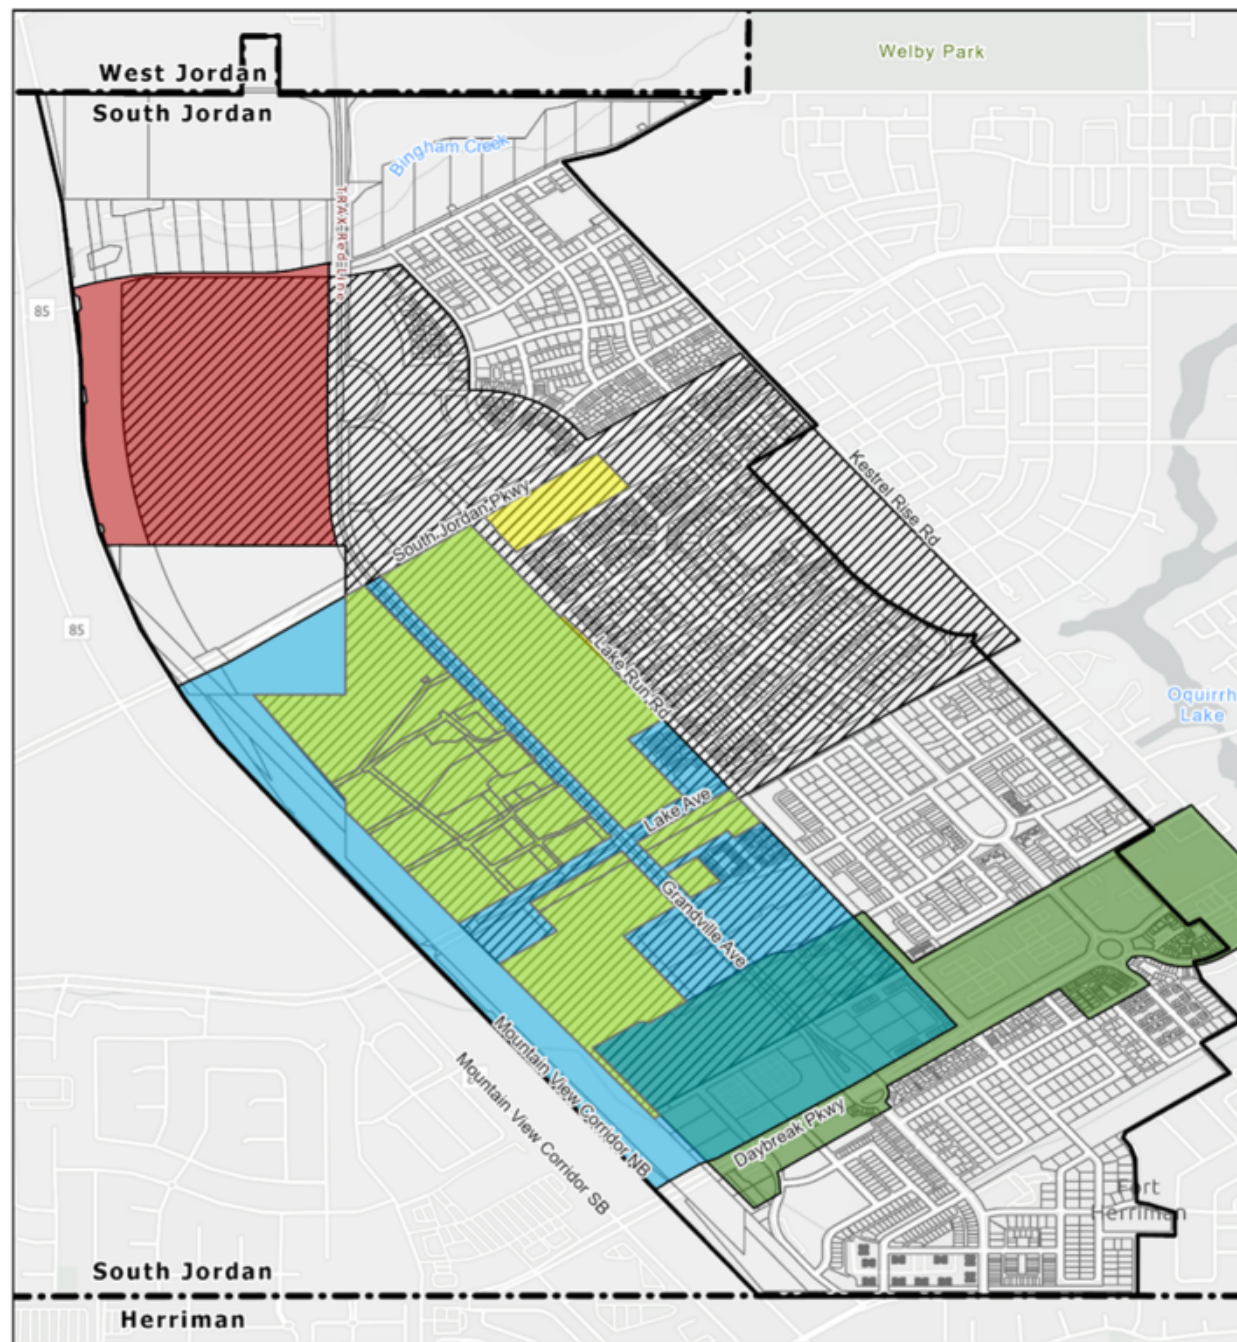 Welby Park
West Jordan
South Jordan
Bingham Creek
TRAX Red Line
85
South Jordan Pkwy
Kestrel Rise Rd
85
Lake Run Rd
Oquirrh
Lake
Lake Ave
Grandville Ave
Mountain View Corridor NB
Mountain View Corridor SB
Daybreak Pkwy
Fort
Herriman
South Jordan
Herriman